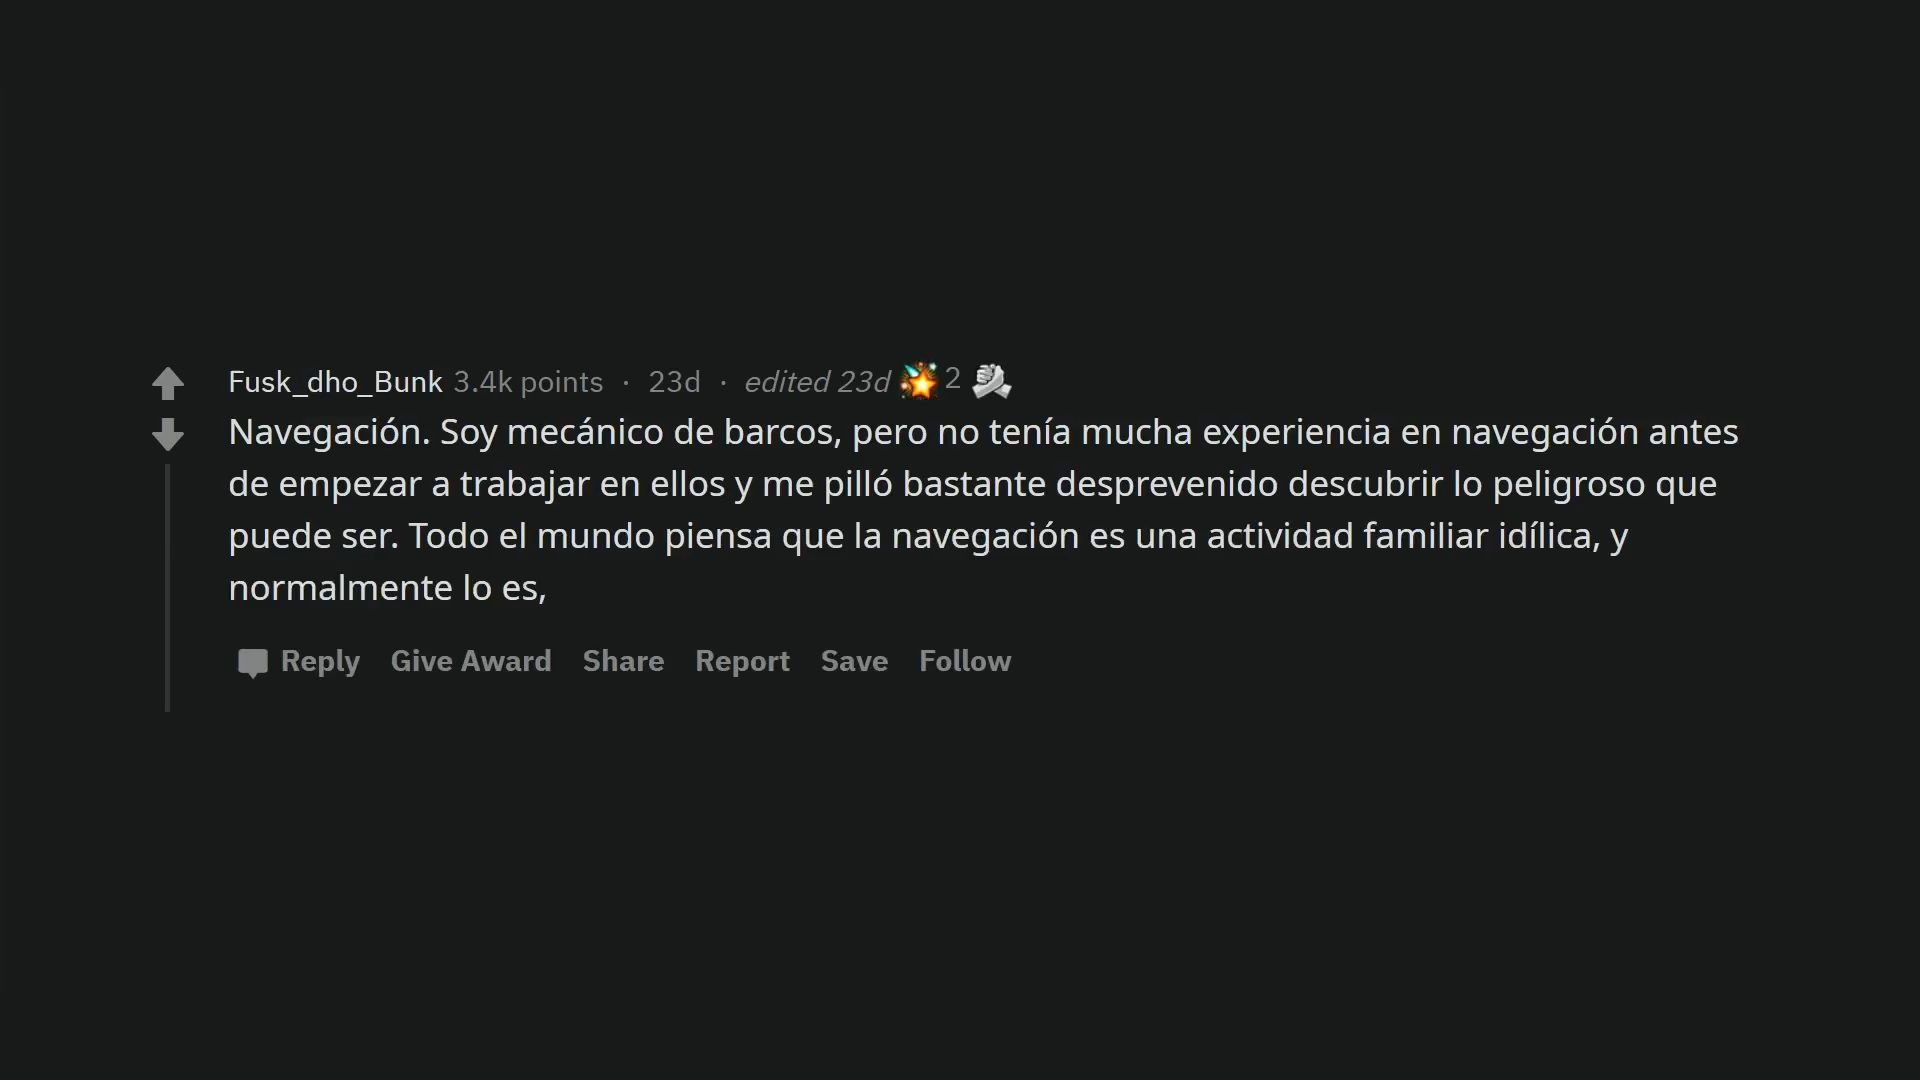 Fusk_dho_Bunk 3.4k points · 23d · edited 23d 2
Navegación. Soy mecánico de barcos, pero no tenía mucha experiencia en navegación antes
de empezar a trabajar en ellos y me pilló bastante desprevenido descubrir lo peligroso que
puede ser. Todo el mundo piensa que la navegación es una actividad familiar idílica, y
normalmente lo es,
Reply Give Award Share Report Save Follow